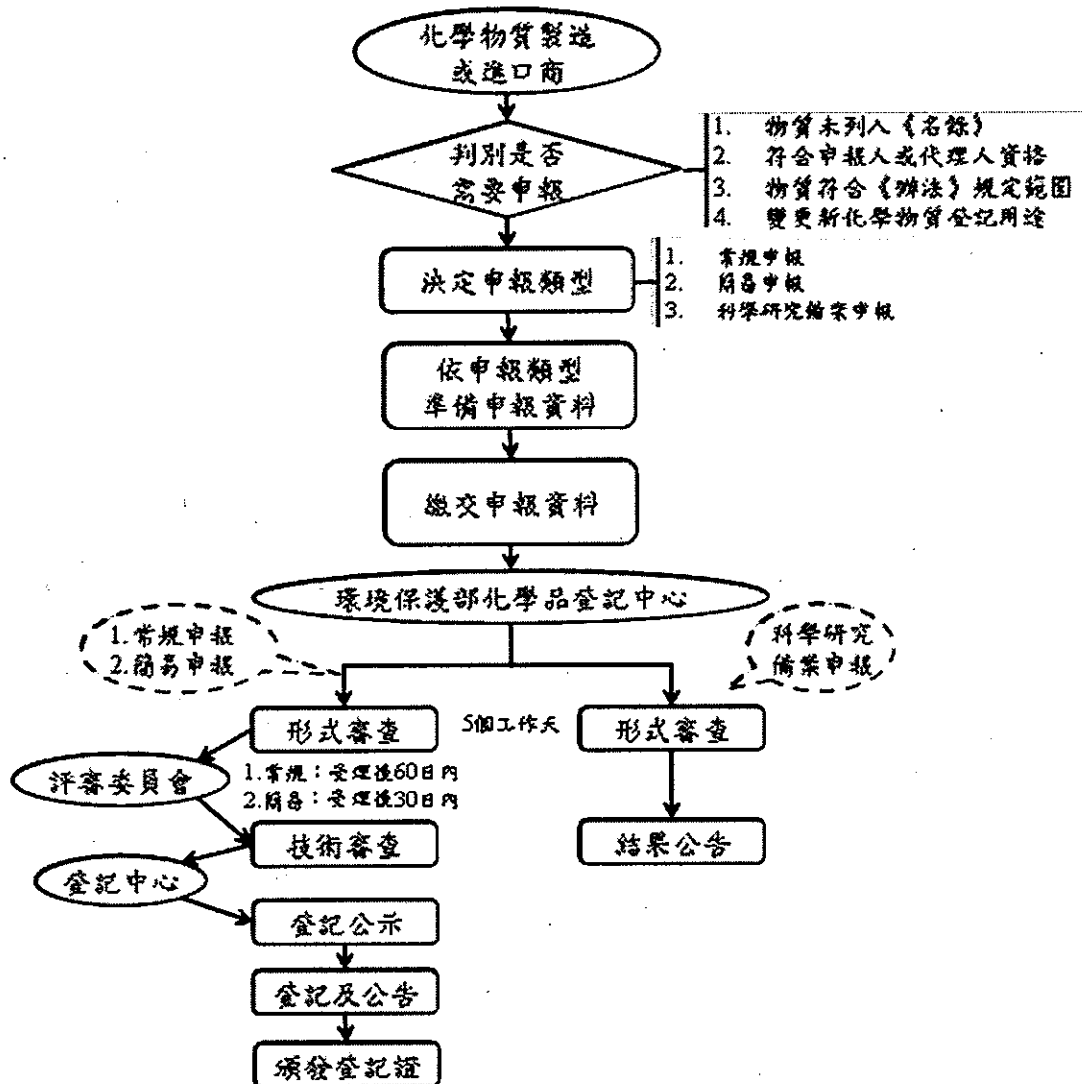 化學物質製造
或進口商
判別是否
需要申報
1. 物質未列入《名錄》
2. 符合申報人或代理人資格
3. 物質符合《辦法》規定範圍
4. 變更新化學物質登記用途
決定申報類型
1. 常規申報
2. 簡易申報
3. 科學研究備案申報
依申報類型
準備申報資料
繳交申報資料
環境保護部化學品登記中心
1.常規申報
2.簡易申報
科學研究
備案申報
形式審查
5個工作天
形式審查
評審委員會
1.常規：受理後60日內
2.簡易：受理後30日內
技術審查
結果公告
登記中心
登記公示
登記及公告
頒發登記證